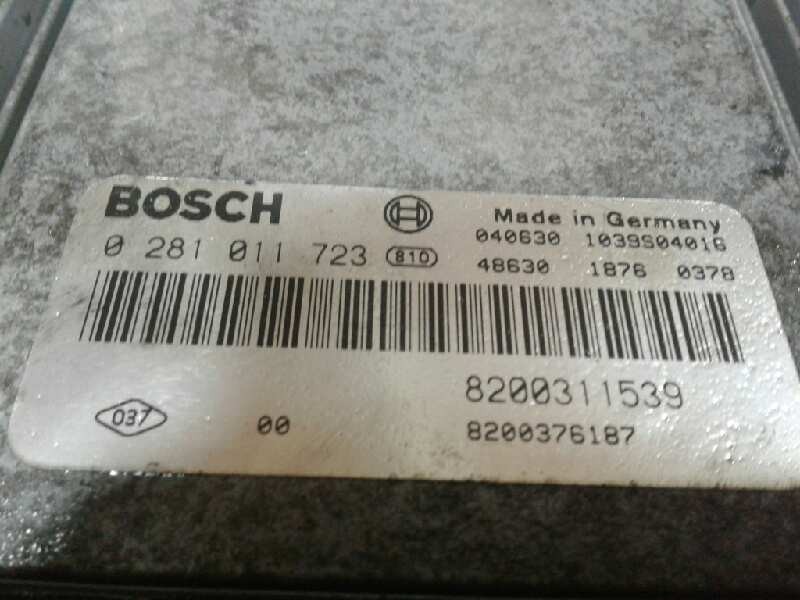 BOSCH
Made in Germany
0 281 011 723 810
040630 1039S04016
48630 1876 0378
8200311539
037 00
8200376187